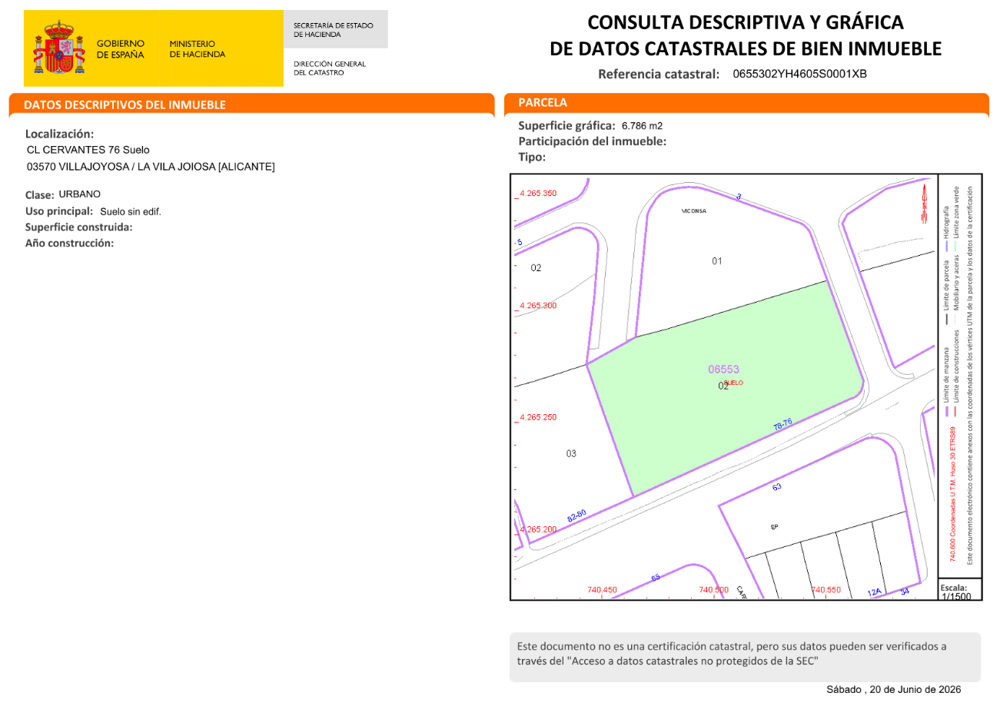 GOBIERNO
DE ESPAÑA
MINISTERIO
DE HACIENDA
SECRETARÍA DE ESTADO
DE HACIENDA
DIRECCIÓN GENERAL
DEL CATASTRO
CONSULTA DESCRIPTIVA Y GRÁFICA
DE DATOS CATASTRALES DE BIEN INMUEBLE
Referencia catastral: 0655302YH4605S0001XB
DATOS DESCRIPTIVOS DEL INMUEBLE
Localización:
CL CERVANTES 76 Suelo
03570 VILLAJOYOSA / LA VILA JOIOSA [ALICANTE]
Clase: URBANO
Uso principal: Suelo sin edif.
Superficie construida:
Año construcción:
PARCELA
Superficie gráfica: 6.786 m2
Participación del inmueble:
Tipo:
4.265.350
3
VICONSA
5
02
01
4.265.300
06553
SUELO
02
4.265.250
78-76
03
63
82-80
EP
4.265.200
65
740.450
740.500
740.550
12A
34
Límite de manzana
Límite de parcela
Hidrografía
Límite de construcciones
Mobiliario y aceras
Límite zona verde
740.600 Coordenadas U.T.M. Huso 30 ETRS89
Este documento electrónico contiene anexos con las coordenadas de los vértices UTM de la parcela y los datos de la certificación
Escala:
1/1500
Este documento no es una certificación catastral, pero sus datos pueden ser verificados a
través del "Acceso a datos catastrales no protegidos de la SEC"
Sábado , 20 de Junio de 2026